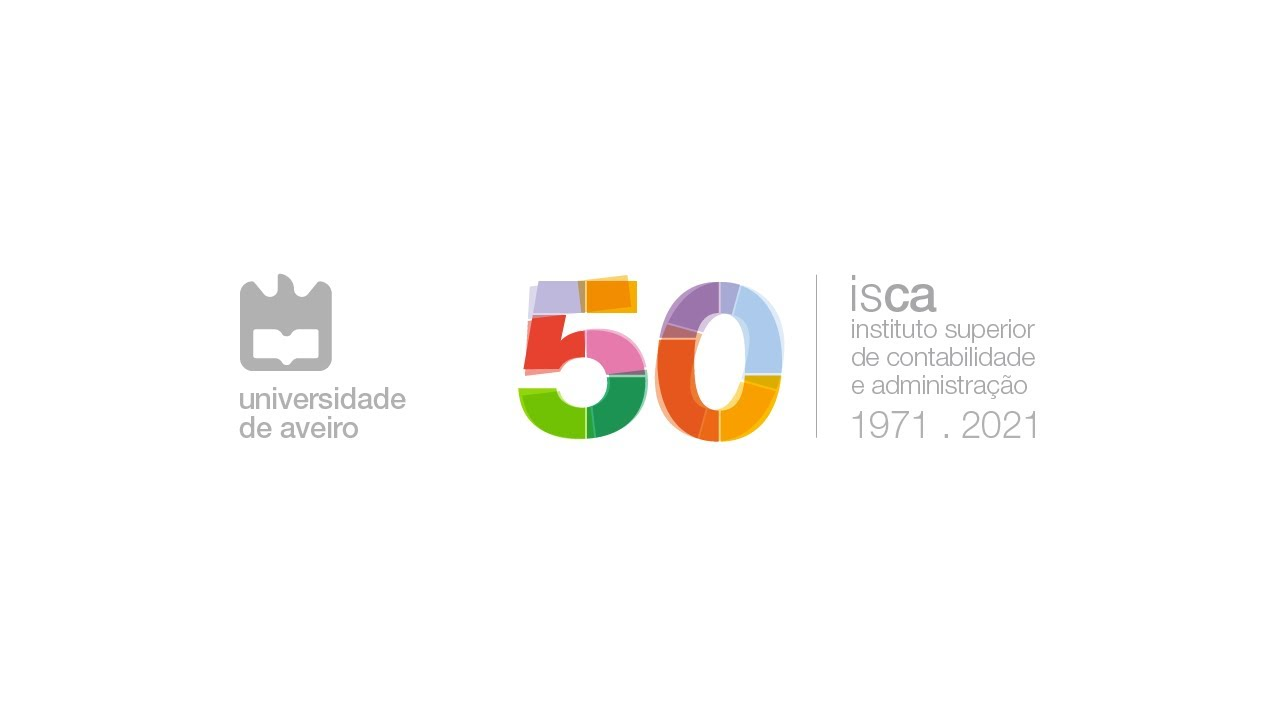 universidade
de aveiro
50
isca
instituto superior
de contabilidade
e administração
1971 . 2021